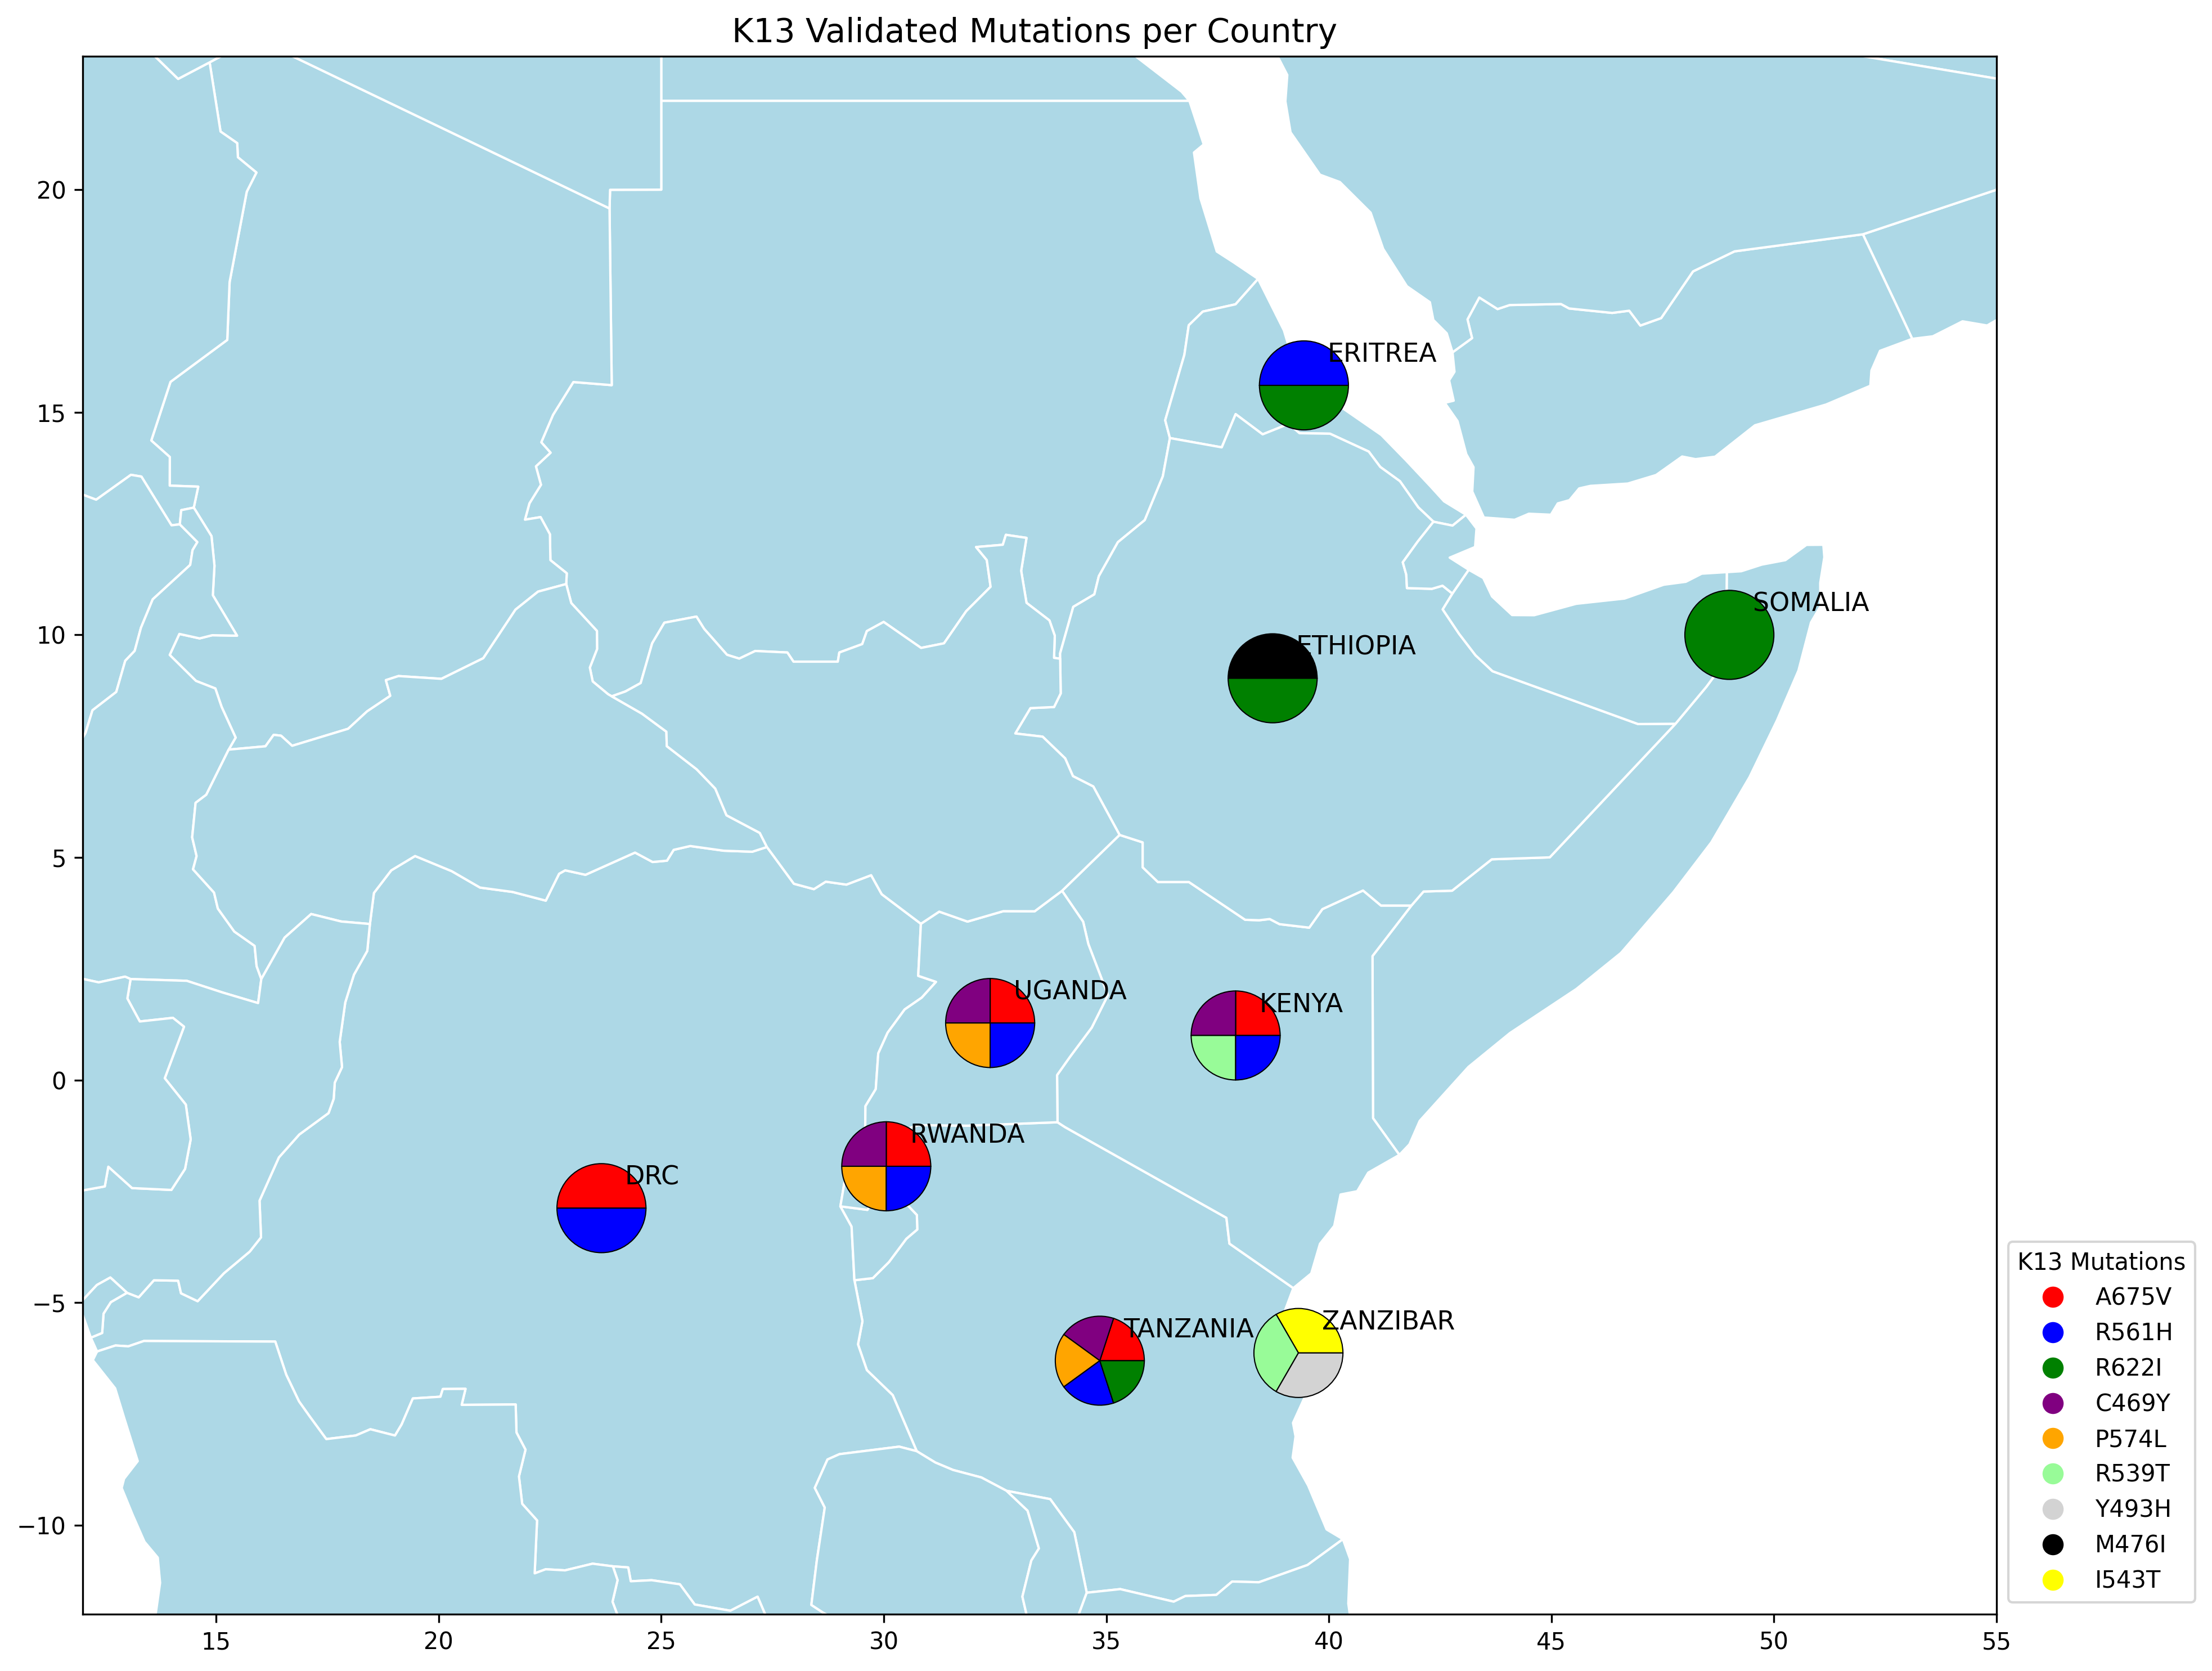 K13 Validated Mutations per Country
20
15
10
5
0
−5
−10
ERITREA
SOMALIA
ETHIOPIA
UGANDA
KENYA
RWANDA
DRC
TANZANIA
ZANZIBAR
K13 Mutations
A675V
R561H
R622I
C469Y
P574L
R539T
Y493H
M476I
I543T
15 20 25 30 35 40 45 50 55